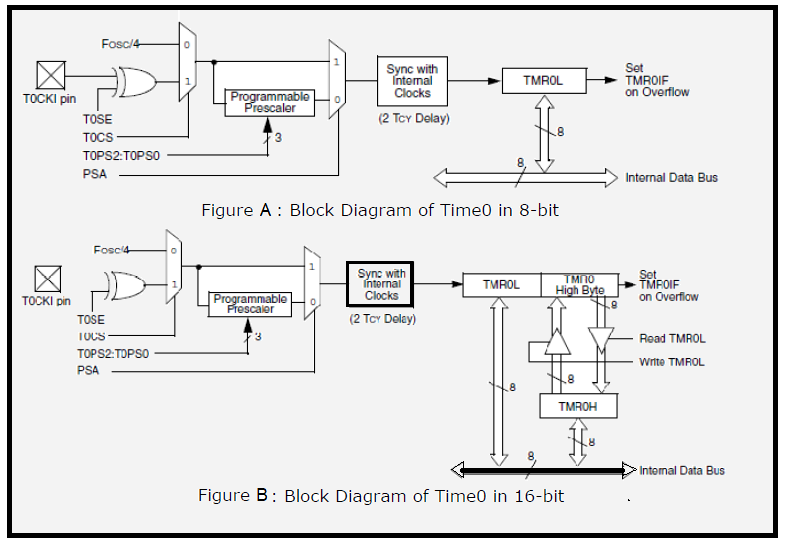 Fosc/4
0
1
T0CKI pin
T0SE
T0CS
T0PS2:T0PS0
PSA
Programmable
Prescaler
3
1
0
Sync with
Internal
Clocks
(2 TCY Delay)
TMR0L
Set
TMR0IF
on Overflow
8
8
Internal Data Bus
Figure A : Block Diagram of Time0 in 8-bit
Fosc/4
0
1
T0CKI pin
T0SE
T0CS
T0PS2:T0PS0
PSA
Programmable
Prescaler
3
1
0
Sync with
Internal
Clocks
(2 TCY Delay)
TMR0L
TMR0
High Byte
Set
TMR0IF
on Overflow
8
Read TMR0L
Write TMR0L
8
8
TMR0H
8
8
Internal Data Bus
Figure B : Block Diagram of Time0 in 16-bit